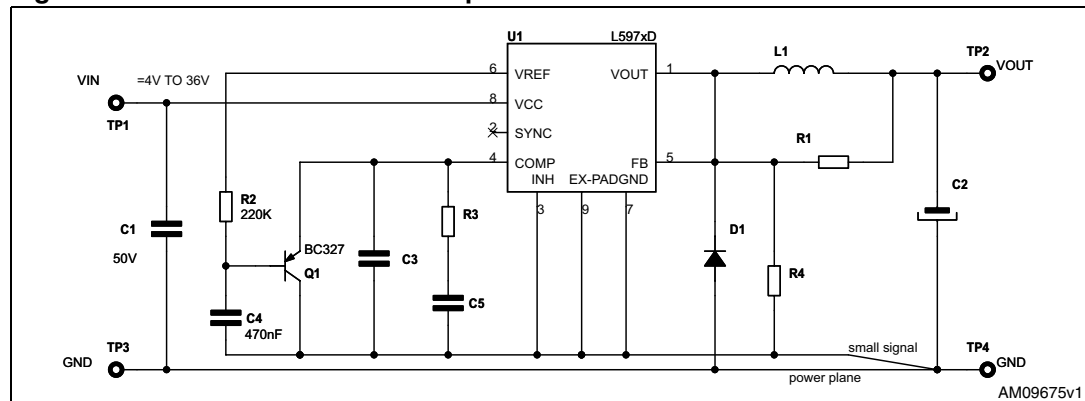 U1
L597xD
L1
TP2
VIN
=4V TO 36V
6
VREF
VOUT
1
VOUT
8
VCC
TP1
2
SYNC
R1
4
COMP
FB
5
INH
EX-PAD
GND
R2
220K
R3
3
9
7
C2
C1
BC327
D1
50V
Q1
C3
R4
C4
470nF
C5
TP3
small signal
TP4
GND
GND
power plane
AM09675v1